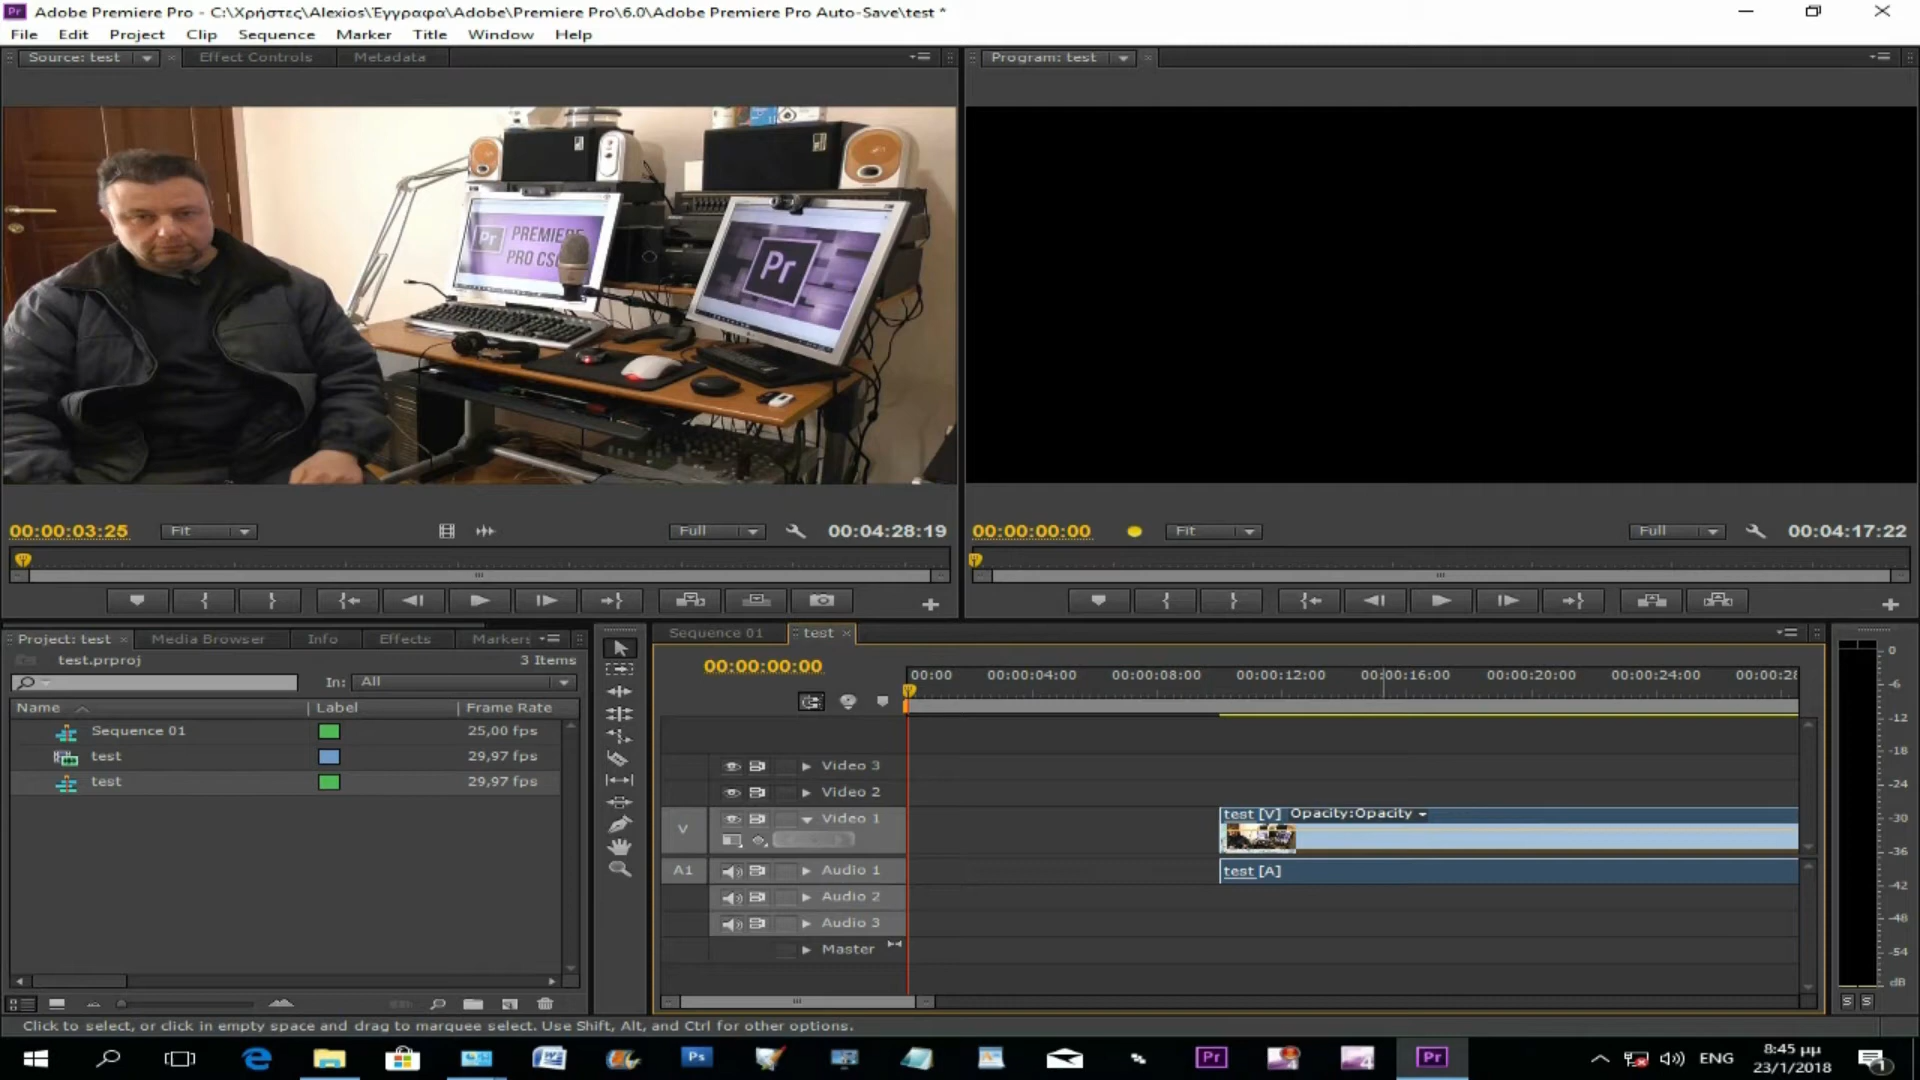 Adobe Premiere Pro - C:\Χρήστες\Alexios\Έγγραφα\Adobe\Premiere Pro\6.0\Adobe Premiere Pro Auto-Save\test *
File Edit Project Clip Sequence Marker Title Window Help
Source: test Effect Controls Metadata
Program: test
PREMIERE
PRO CS6
Pr
Pr
00:00:03:25 Fit Full 00:04:28:19
00:00:00:00 Fit Full 00:04:17:22
Project: test Media Browser Info Effects Markers
test.prproj 3 Items
In: All
Name Label Frame Rate
Sequence 01 25,00 fps
test 29,97 fps
test 29,97 fps
Sequence 01 test
00:00:00:00
00:00 00:00:04:00 00:00:08:00 00:00:12:00 00:00:16:00 00:00:20:00 00:00:24:00 00:00:28
Video 3
Video 2
V Video 1
test [V] Opacity:Opacity
A1 Audio 1
test [A]
Audio 2
Audio 3
Master
0
-6
-12
-18
-24
-30
-36
-42
-48
-54
dB
S S
Click to select, or click in empty space and drag to marquee select. Use Shift, Alt, and Ctrl for other options.
ENG
8:45 μμ
23/1/2018
1